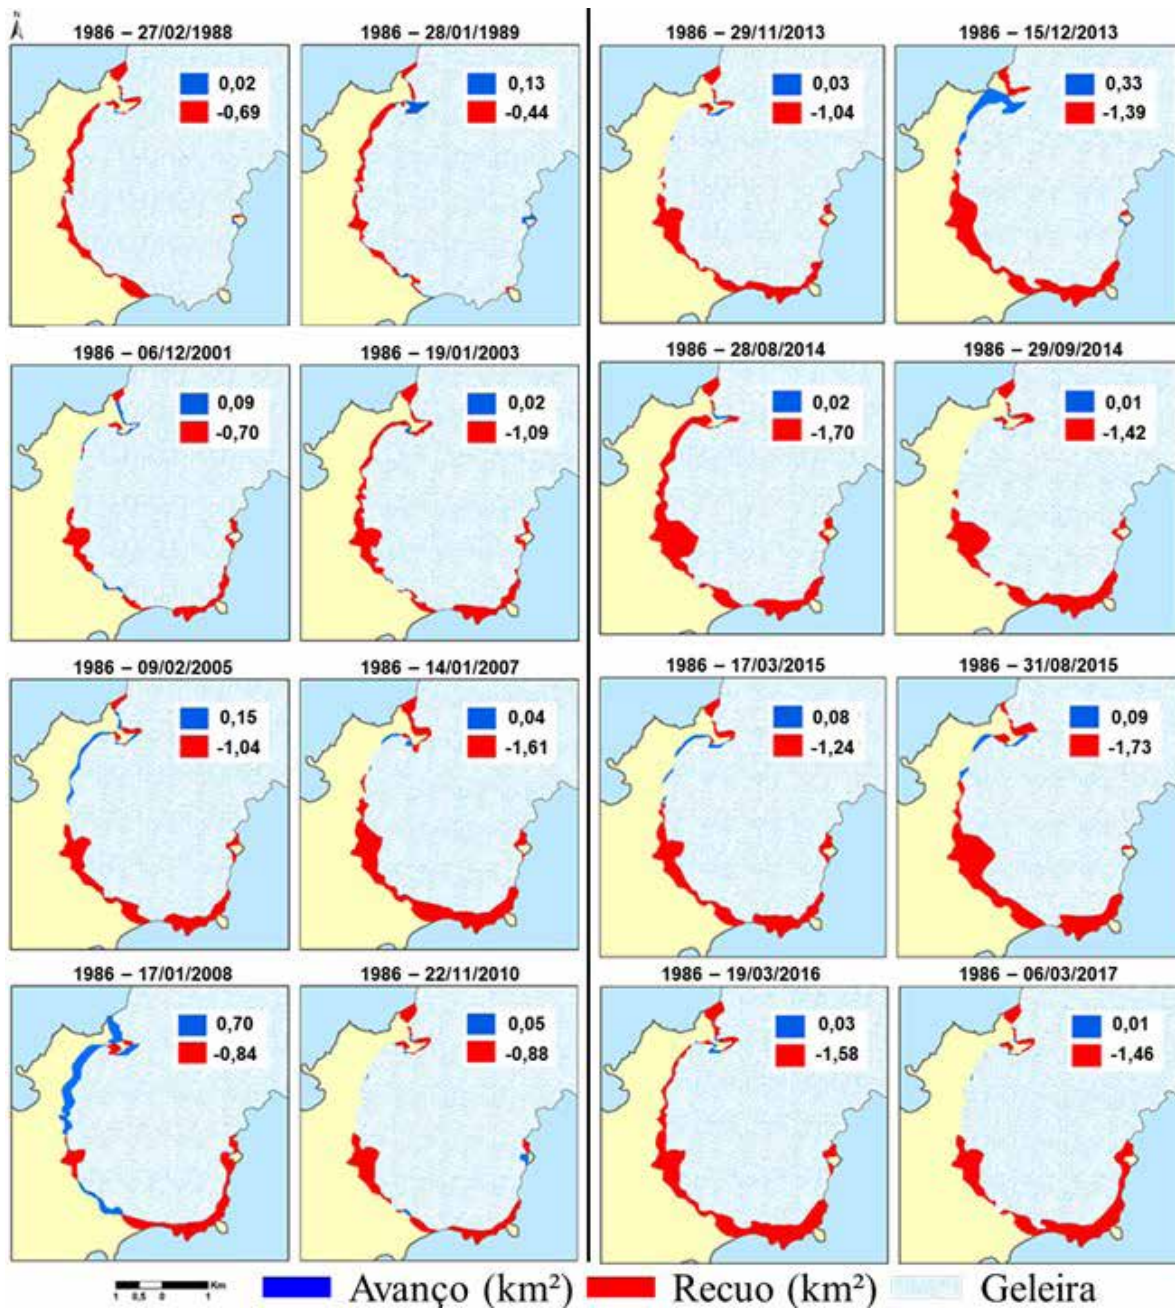 N
1986 – 27/02/1988
0,02
-0,69
1986 – 28/01/1989
0,13
-0,44
1986 – 06/12/2001
0,09
-0,70
1986 – 19/01/2003
0,02
-1,09
1986 – 09/02/2005
0,15
-1,04
1986 – 14/01/2007
0,04
-1,61
1986 – 17/01/2008
0,70
-0,84
1986 – 22/11/2010
0,05
-0,88
1986 – 29/11/2013
0,03
-1,04
1986 – 15/12/2013
0,33
-1,39
1986 – 28/08/2014
0,02
-1,70
1986 – 29/09/2014
0,01
-1,42
1986 – 17/03/2015
0,08
-1,24
1986 – 31/08/2015
0,09
-1,73
1986 – 19/03/2016
0,03
-1,58
1986 – 06/03/2017
0,01
-1,46
Km
1 0,5 0 1
Avanço (km²) Recuo (km²) Geleira